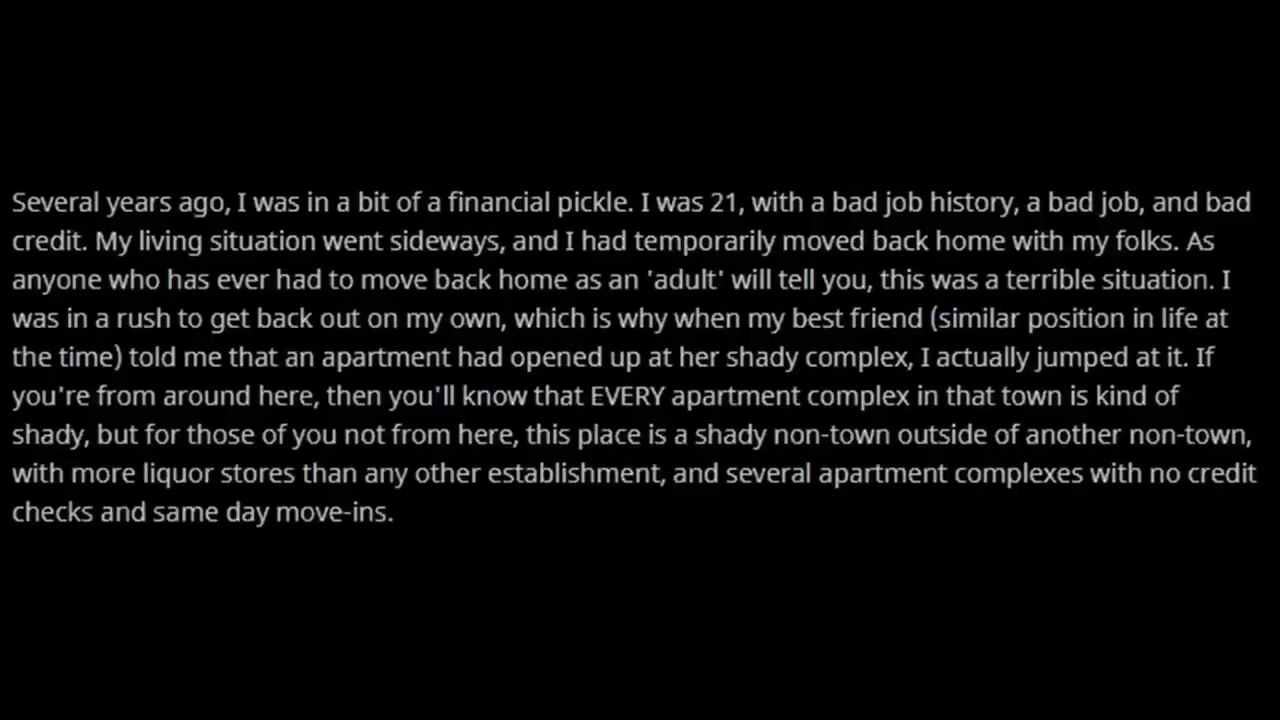 Several years ago, I was in a bit of a financial pickle. I was 21, with a bad job history, a bad job, and bad
credit. My living situation went sideways, and I had temporarily moved back home with my folks. As
anyone who has ever had to move back home as an 'adult' will tell you, this was a terrible situation. I
was in a rush to get back out on my own, which is why when my best friend (similar position in life at
the time) told me that an apartment had opened up at her shady complex, I actually jumped at it. If
you're from around here, then you'll know that EVERY apartment complex in that town is kind of
shady, but for those of you not from here, this place is a shady non-town outside of another non-town,
with more liquor stores than any other establishment, and several apartment complexes with no credit
checks and same day move-ins.